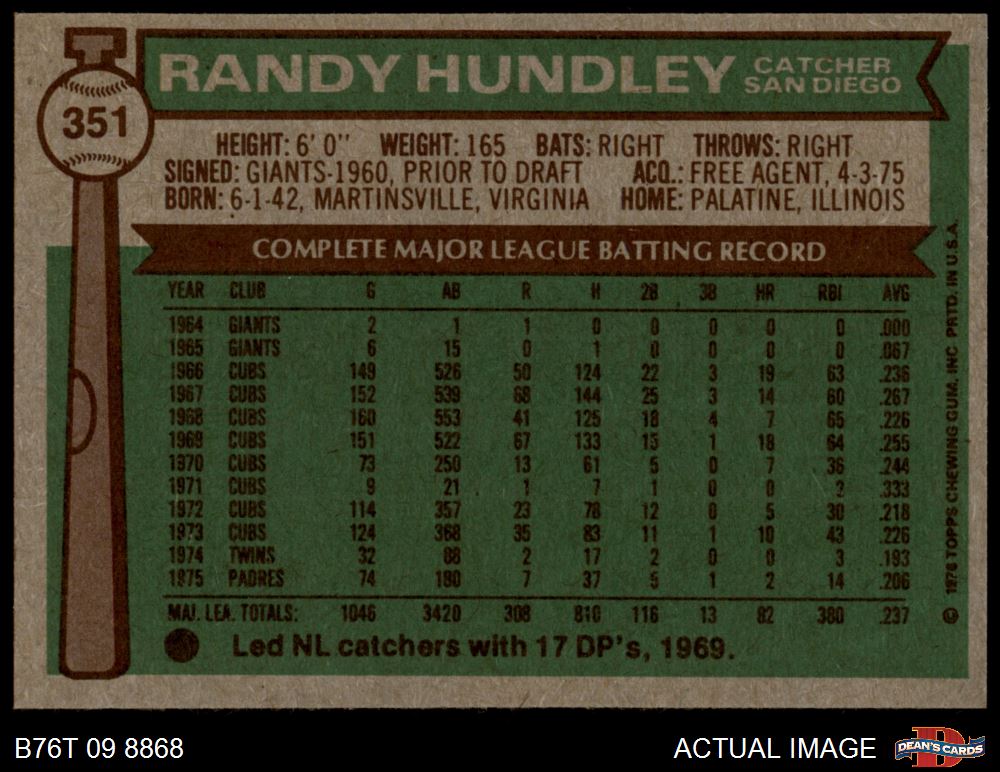 351
RANDY HUNDLEY CATCHER SAN DIEGO
HEIGHT: 6' 0" WEIGHT: 165 BATS: RIGHT THROWS: RIGHT
SIGNED: GIANTS-1960, PRIOR TO DRAFT ACQ.: FREE AGENT, 4-3-75
BORN: 6-1-42, MARTINSVILLE, VIRGINIA HOME: PALATINE, ILLINOIS
COMPLETE MAJOR LEAGUE BATTING RECORD
YEAR CLUB G AB R H 2B 3B HR RBI AVG
1964 GIANTS 2 1 1 0 0 0 0 0 .000
1965 GIANTS 6 15 0 1 0 0 0 0 .067
1966 CUBS 149 526 50 124 22 3 19 63 .236
1967 CUBS 152 539 68 144 25 3 14 60 .267
1968 CUBS 160 553 41 125 18 4 7 65 .226
1969 CUBS 151 522 67 133 15 1 18 64 .255
1970 CUBS 73 250 13 61 5 0 7 36 .244
1971 CUBS 9 21 1 7 1 0 0 2 .333
1972 CUBS 114 357 23 78 12 0 5 30 .218
1973 CUBS 124 368 35 83 11 1 10 43 .226
1974 TWINS 32 88 2 17 2 0 0 3 .193
1975 PADRES 74 180 7 37 5 1 2 14 .206
MAJ. LEA. TOTALS: 1046 3420 308 810 116 13 82 380 .237
Led NL catchers with 17 DP's, 1969.
© 1976 TOPPS CHEWING GUM, INC PRTD. IN U.S.A.
B76T 09 8868
ACTUAL IMAGE
DEAN'S CARDS